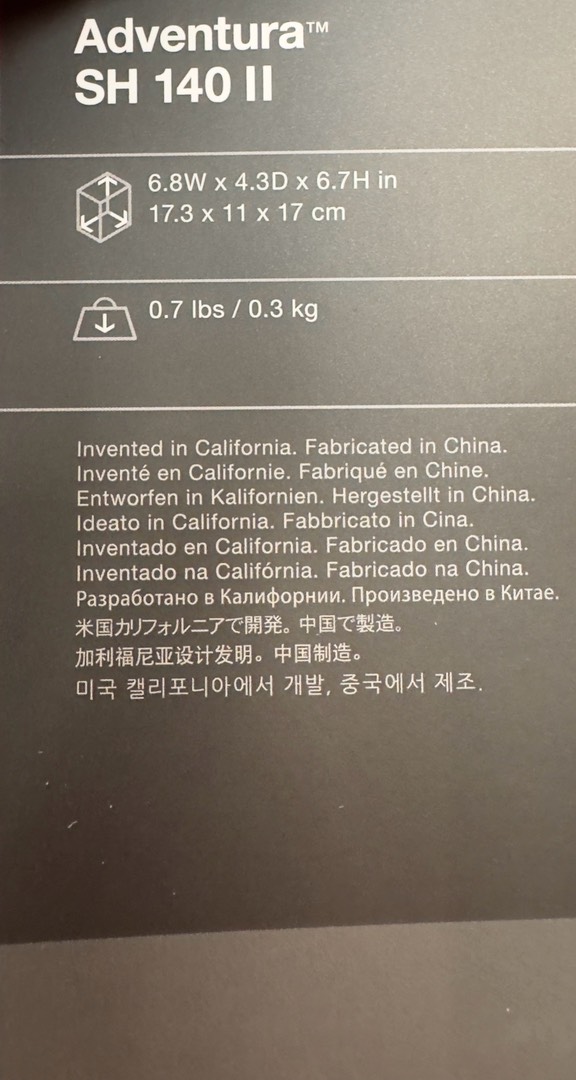 Adventura™
SH 140 II
6.8W x 4.3D x 6.7H in
17.3 x 11 x 17 cm
0.7 lbs / 0.3 kg
Invented in California. Fabricated in China.
Inventé en Californie. Fabriqué en Chine.
Entworfen in Kalifornien. Hergestellt in China.
Ideato in California. Fabbricato in Cina.
Inventado en California. Fabricado en China.
Inventado na Califórnia. Fabricado na China.
Разработано в Калифорнии. Произведено в Китае.
米国カリフォルニアで開発。中国で製造。
加利福尼亚设计发明。中国制造。
미국 캘리포니아에서 개발, 중국에서 제조.